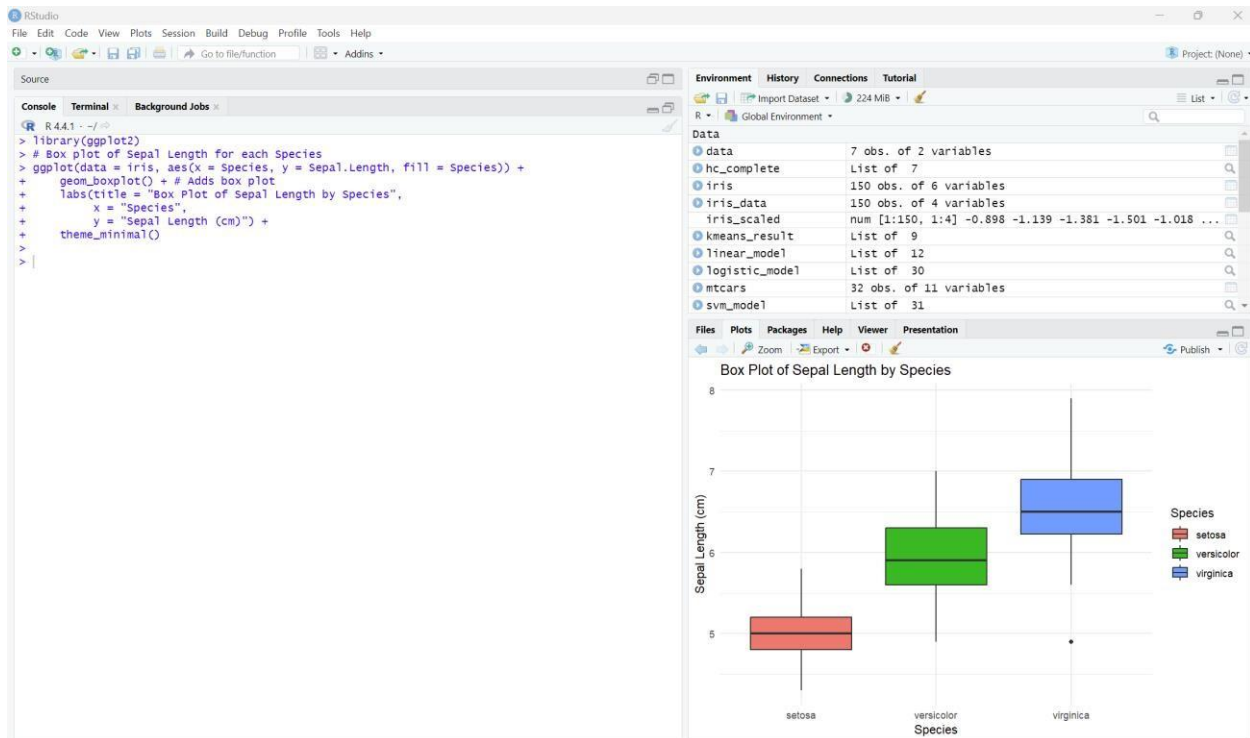 RStudio
File Edit Code View Plots Session Build Debug Profile Tools Help
Go to file/function Addins Project: (None)
Source
Console Terminal Background Jobs
R 4.4.1 · ~/
> library(ggplot2)
> # Box plot of Sepal Length for each Species
> ggplot(data = iris, aes(x = Species, y = Sepal.Length, fill = Species)) +
+     geom_boxplot() + # Adds box plot
+     labs(title = "Box Plot of Sepal Length by Species",
+          x = "Species",
+          y = "Sepal Length (cm)") +
+     theme_minimal()
>
>
Environment History Connections Tutorial
Import Dataset 224 MiB List
R Global Environment
Data
data 7 obs. of 2 variables
hc_complete List of 7
iris 150 obs. of 6 variables
iris_data 150 obs. of 4 variables
iris_scaled num [1:150, 1:4] -0.898 -1.139 -1.381 -1.501 -1.018 ...
kmeans_result List of 9
linear_model List of 12
logistic_model List of 30
mtcars 32 obs. of 11 variables
svm_model List of 31
Files Plots Packages Help Viewer Presentation
Zoom Export Publish
Box Plot of Sepal Length by Species
8
7
6
5
Sepal Length (cm)
setosa versicolor virginica
Species
Species
setosa
versicolor
virginica